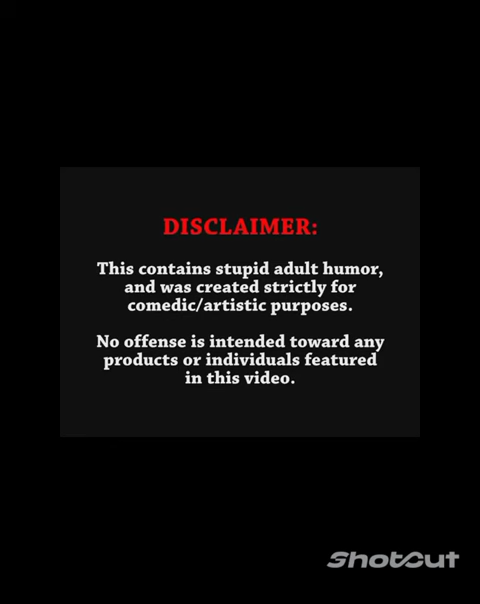 DISCLAIMER:
This contains stupid adult humor,
and was created strictly for
comedic/artistic purposes.
No offense is intended toward any
products or individuals featured
in this video.
ShotCut